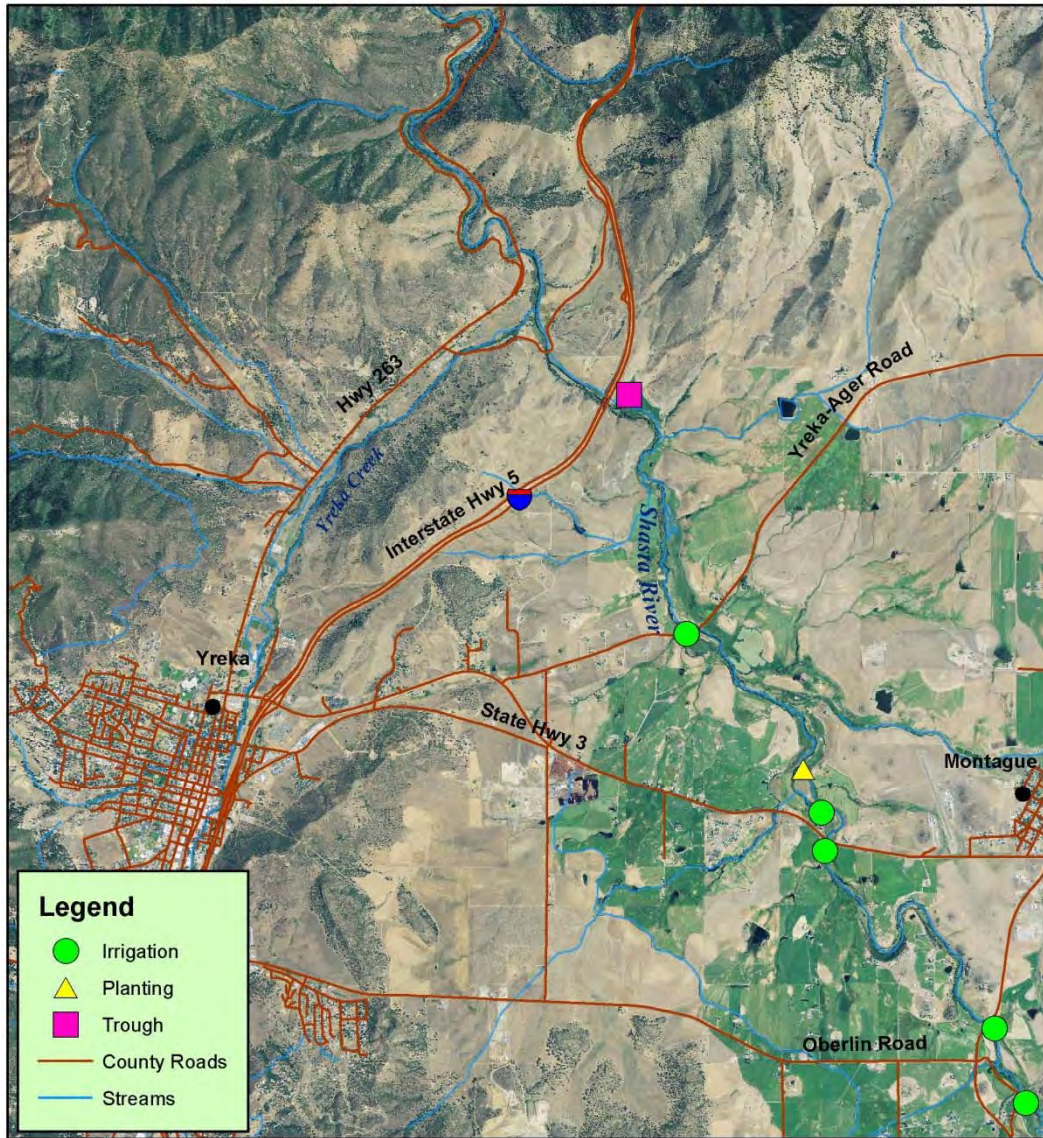 Hwy 263
Yreka-Ager Road
Yreka Creek
Interstate Hwy 5
Shasta River
Yreka
State Hwy 3
Montague
Oberlin Road
Legend
Irrigation
Planting
Trough
County Roads
Streams